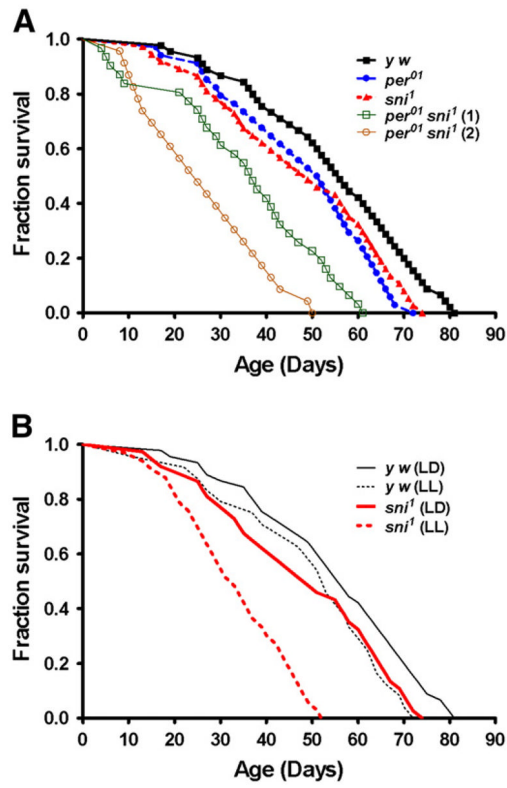 A
1.0
0.8
0.6
0.4
0.2
0.0
Fraction survival
y w
per01
sni1
per01 sni1 (1)
per01 sni1 (2)
0 10 20 30 40 50 60 70 80 90
Age (Days)
B
1.0
0.8
0.6
0.4
0.2
0.0
Fraction survival
y w (LD)
y w (LL)
sni1 (LD)
sni1 (LL)
0 10 20 30 40 50 60 70 80 90
Age (Days)